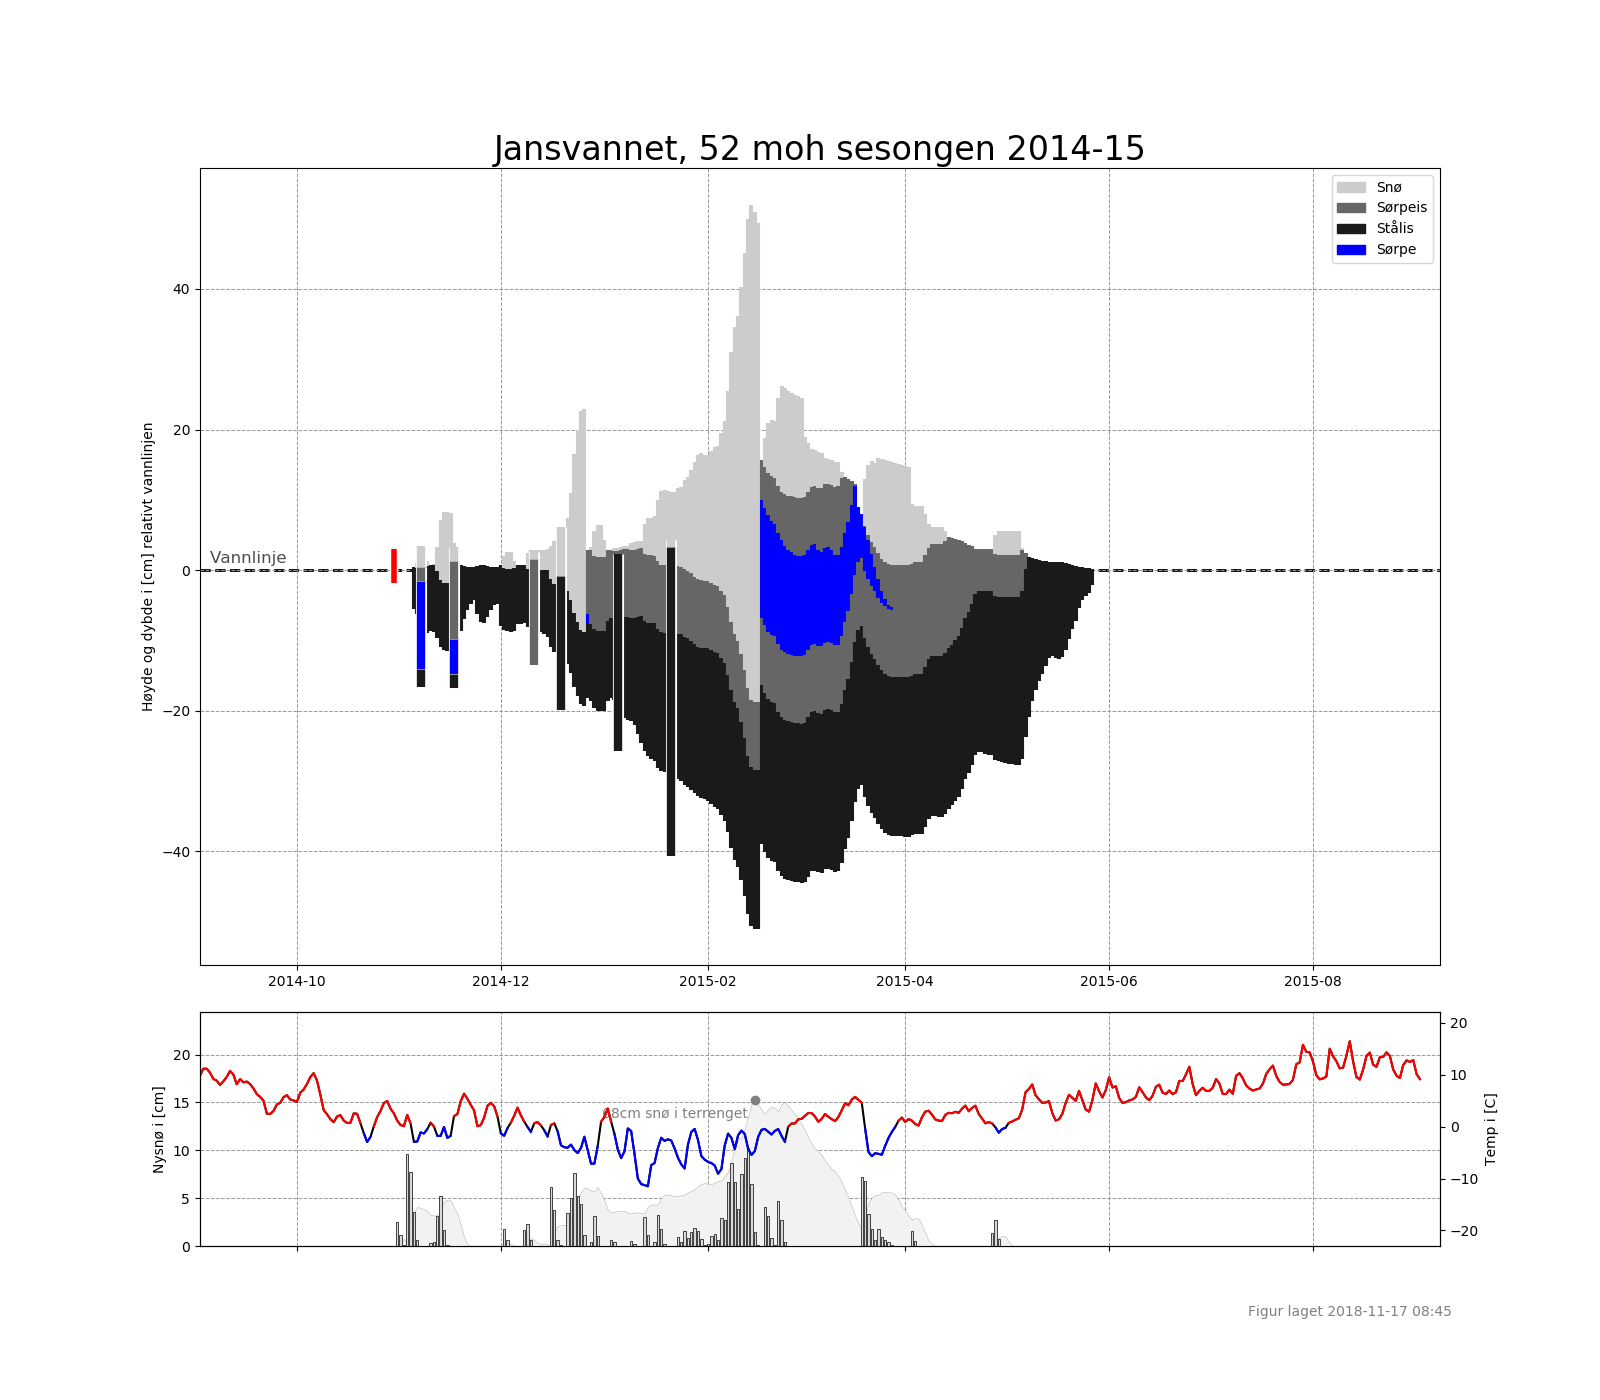 Jansvannet, 52 moh sesongen 2014-15
Snø
Sørpeis
Stålis
Sørpe
Høyde og dybde i [cm] relativt vannlinjen
40
20
0
−20
−40
Vannlinje
2014-10
2014-12
2015-02
2015-04
2015-06
2015-08
Nysnø i [cm]
20
15
10
5
0
68cm snø i terrenget
Temp i [C]
20
10
0
−10
−20
Figur laget 2018-11-17 08:45